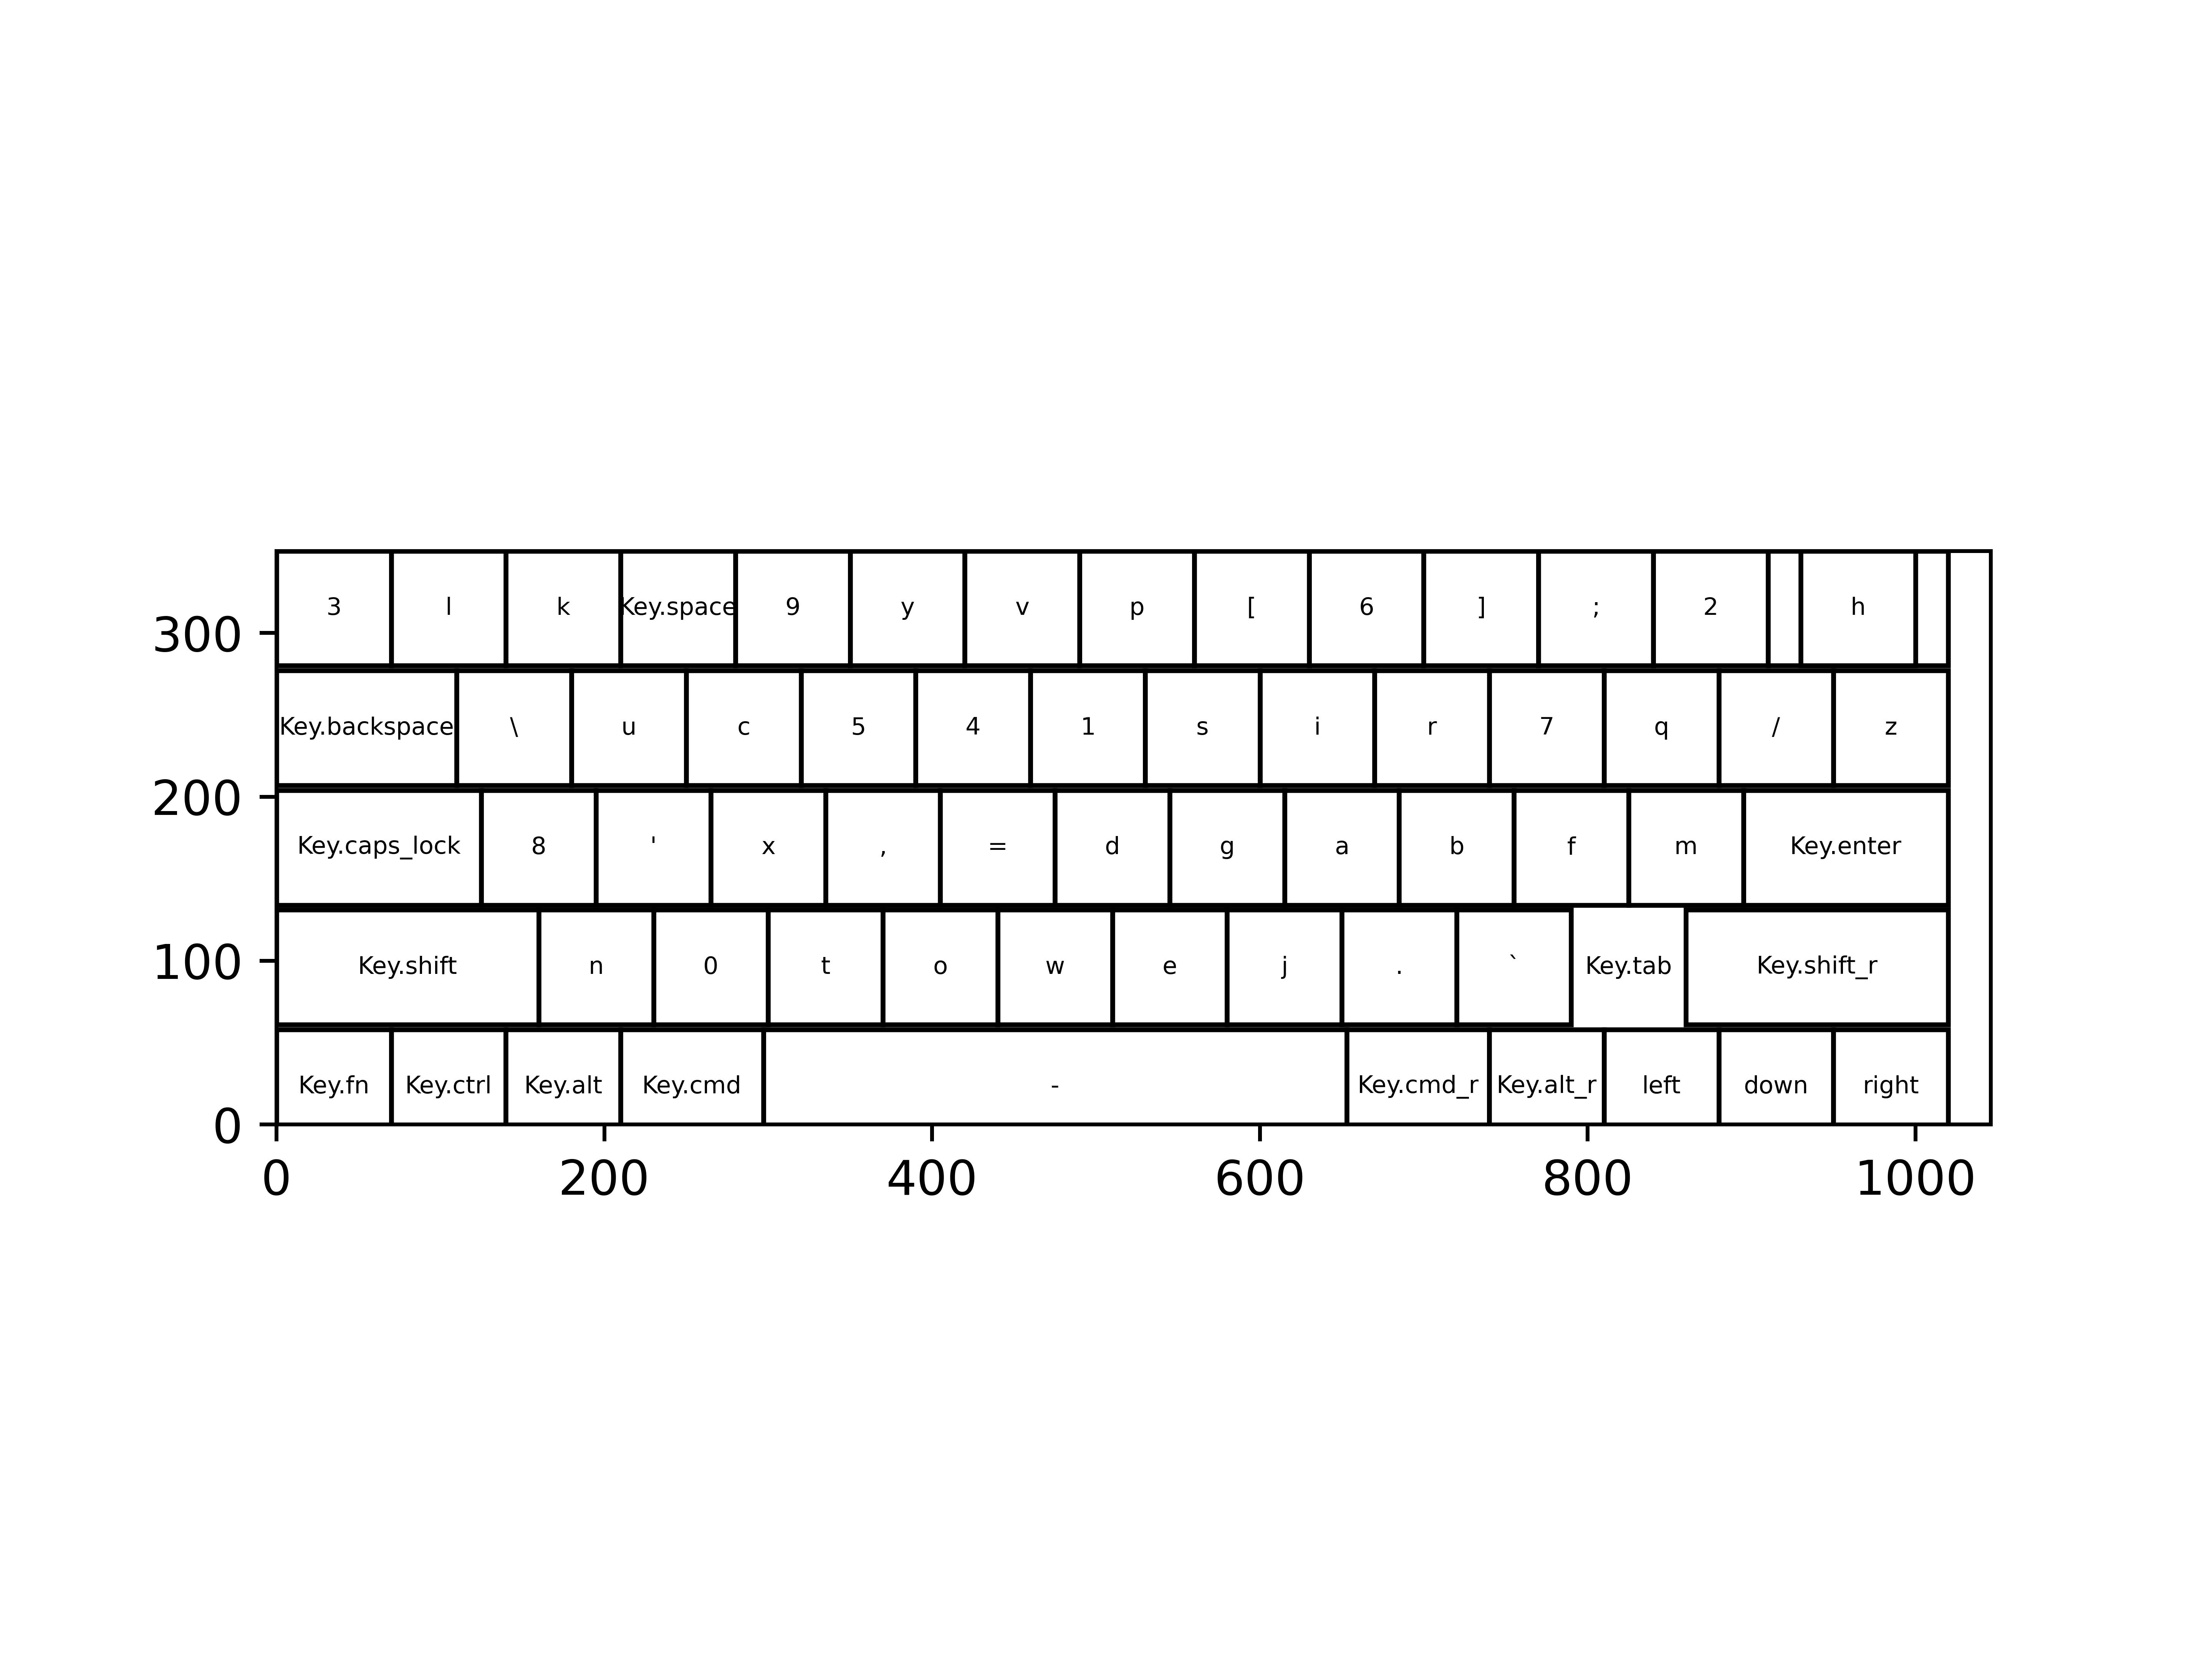 3 l k Key.space 9 y v p [ 6 ] ; 2 h
300
Key.backspace \ u c 5 4 1 s i r 7 q / z
200
Key.caps_lock 8 ' x , = d g a b f m Key.enter
100
Key.shift n 0 t o w e j . ` Key.tab Key.shift_r
Key.fn Key.ctrl Key.alt Key.cmd - Key.cmd_r Key.alt_r left down right
0
0 200 400 600 800 1000